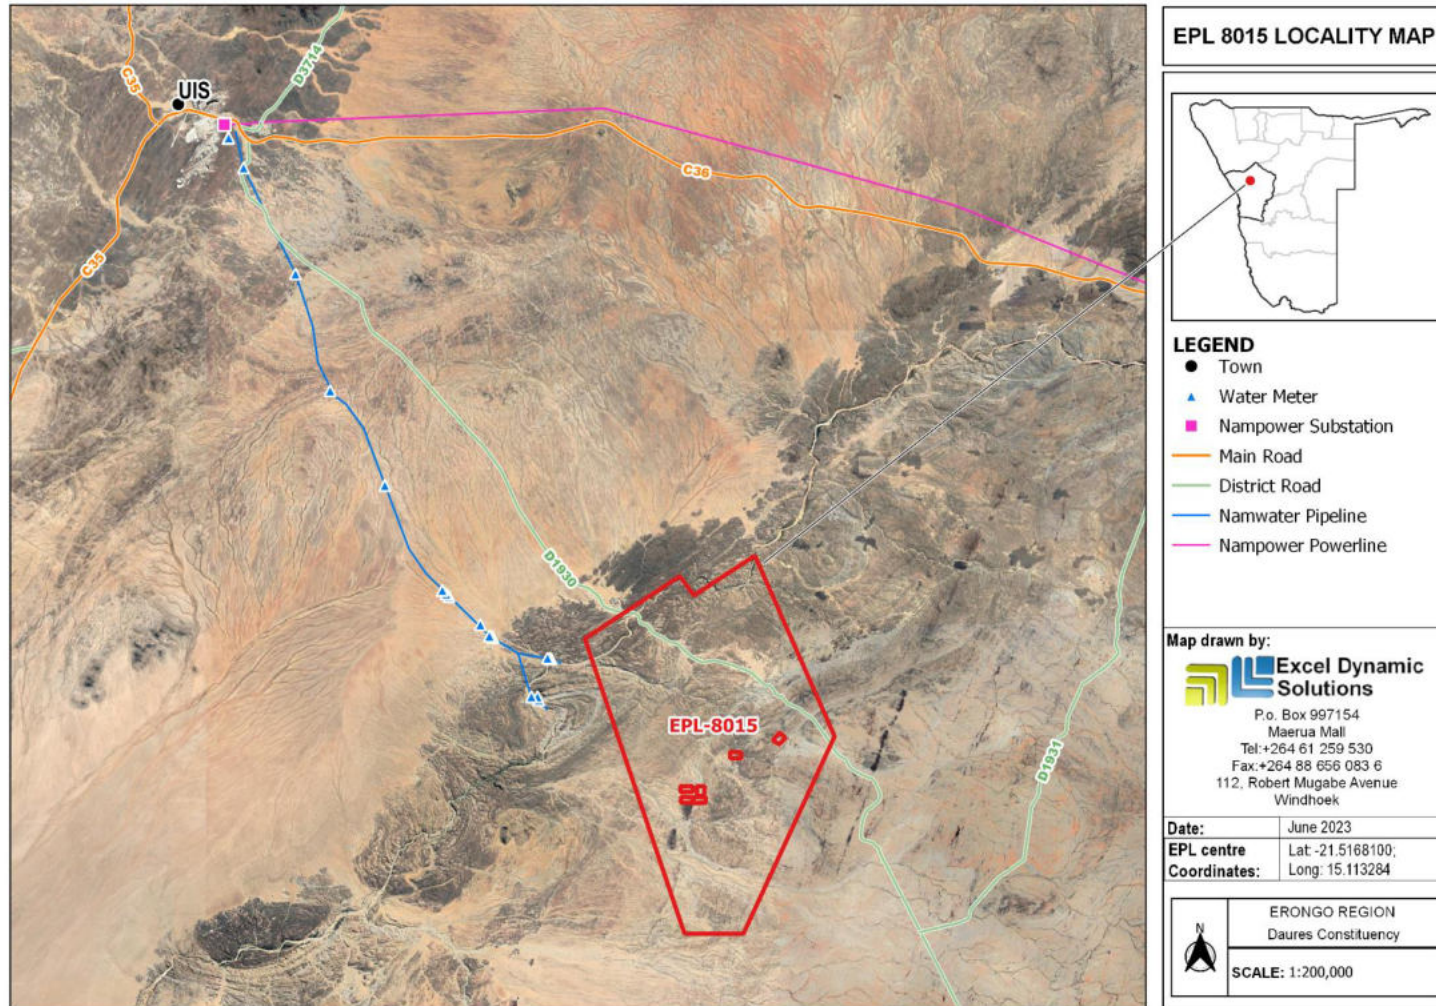 EPL 8015 LOCALITY MAP
C35
UIS
D3714
C36
C35
D1930
EPL-8015
D1931
LEGEND
Town
Water Meter
Nampower Substation
Main Road
District Road
Namwater Pipeline
Nampower Powerline
Map drawn by:
Excel Dynamic
Solutions
P.o. Box 997154
Maerua Mall
Tel:+264 61 259 530
Fax:+264 88 656 083 6
112, Robert Mugabe Avenue
Windhoek
Date: June 2023
EPL centre Lat: -21.5168100;
Coordinates: Long: 15.113284
N
ERONGO REGION
Daures Constituency
SCALE: 1:200,000